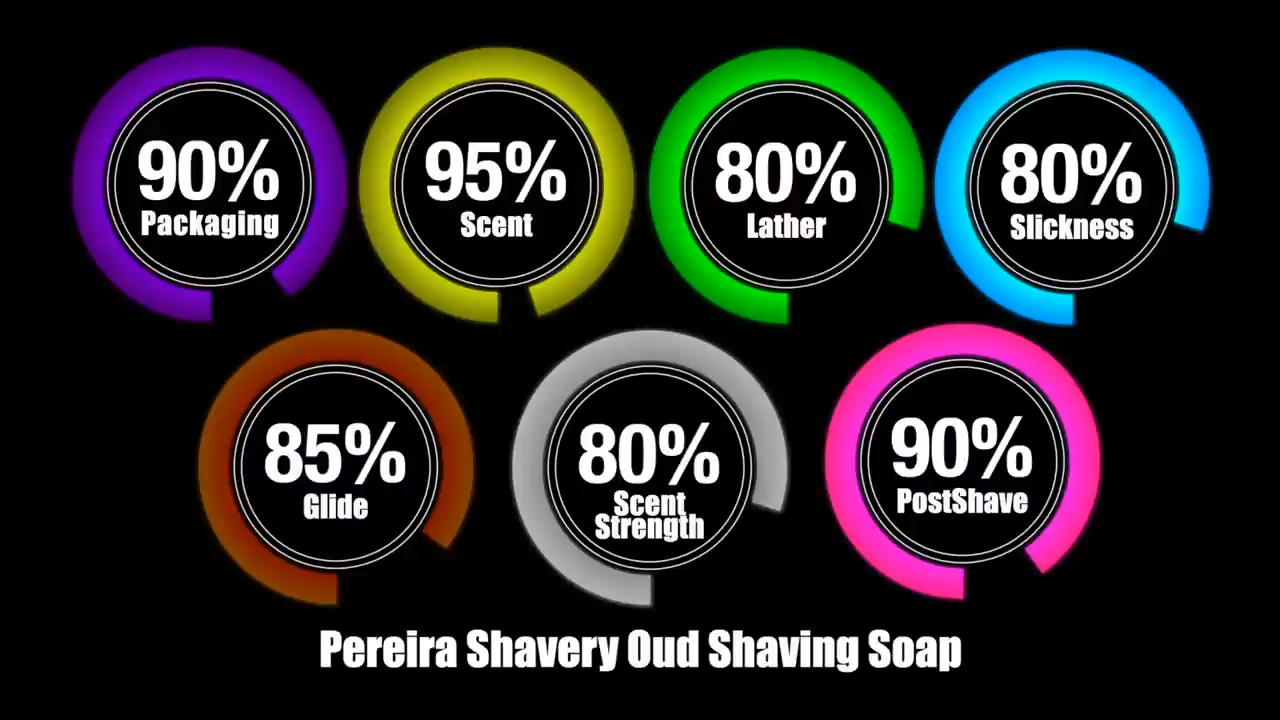 90%
Packaging
95%
Scent
80%
Lather
80%
Slickness
85%
Glide
80%
Scent
Strength
90%
PostShave
Pereira Shavery Oud Shaving Soap